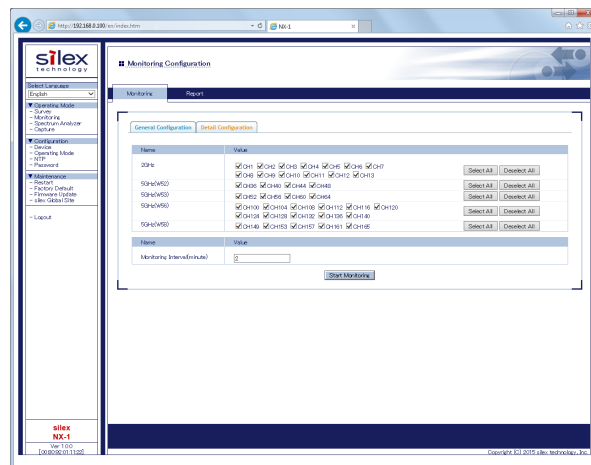 http://192.168.0.100/en/index.htm
NX-1
silex
technology
Monitoring Configuration
Select Language
English
Monitoring
Report
▼ Operating Mode
- Survey
- Monitoring
- Spectrum Analyzer
- Capture
▼ Configuration
- Device
- Operating Mode
- NTP
- Password
▼ Maintenance
- Restart
- Factory Default
- Firmware Update
- silex Global Site
- Logout
General Configuration
Detail Configuration
Name Value
2GHz CH1 CH2 CH3 CH4 CH5 CH6 CH7
CH8 CH9 CH10 CH11 CH12 CH13 Select All Deselect All
5GHz(W52) CH36 CH40 CH44 CH48 Select All Deselect All
5GHz(W53) CH52 CH56 CH60 CH64 Select All Deselect All
5GHz(W56) CH100 CH104 CH108 CH112 CH116 CH120 Select All Deselect All
CH124 CH128 CH132 CH136 CH140
5GHz(W58) CH149 CH153 CH157 CH161 CH165 Select All Deselect All
Name Value
Monitoring Interval(minute) 2
Start Monitoring
silex
NX-1
Ver 1.0.0
[00:80:92:01:11:22]
Copyright (C) 2015 silex technology, Inc.